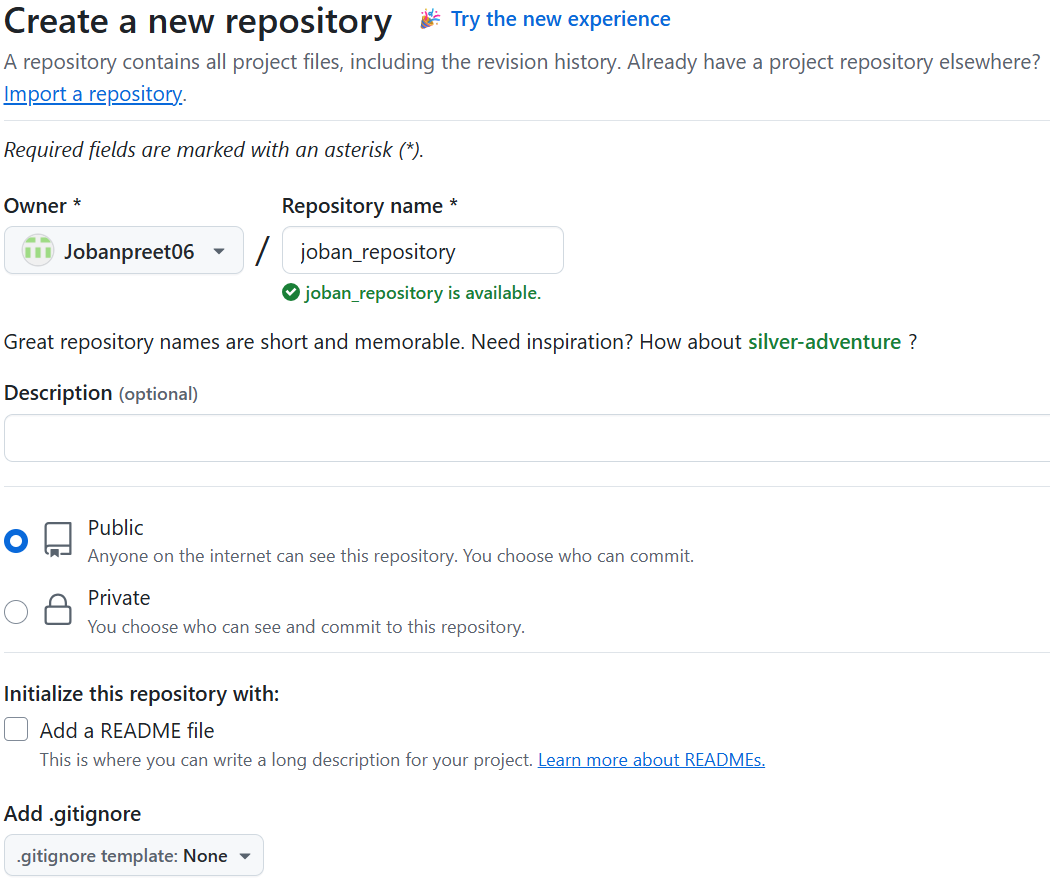 Create a new repository Try the new experience
A repository contains all project files, including the revision history. Already have a project repository elsewhere?
Import a repository.
Required fields are marked with an asterisk (*).
Owner * Repository name *
Jobanpreet06 / joban_repository
joban_repository is available.
Great repository names are short and memorable. Need inspiration? How about silver-adventure ?
Description (optional)
Public
Anyone on the internet can see this repository. You choose who can commit.
Private
You choose who can see and commit to this repository.
Initialize this repository with:
Add a README file
This is where you can write a long description for your project. Learn more about READMEs.
Add .gitignore
.gitignore template: None